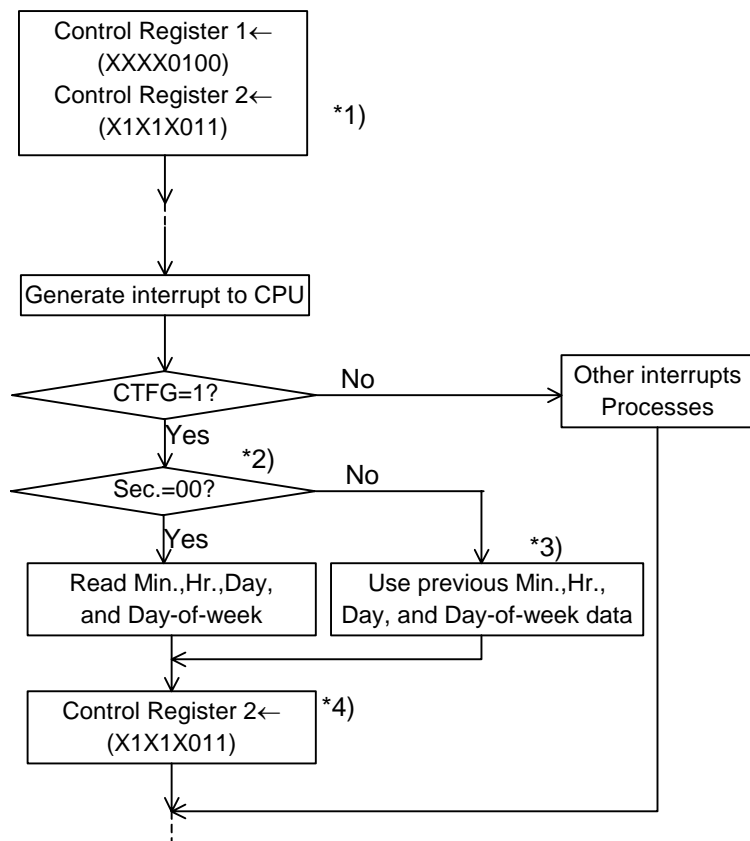 Control Register 1←
(XXXX0100)
Control Register 2←
(X1X1X011)
*1)
Generate interrupt to CPU
CTFG=1?
No
Other interrupts
Processes
Yes
*2)
Sec.=00?
No
Yes
*3)
Read Min.,Hr.,Day,
and Day-of-week
Use previous Min.,Hr.,
Day, and Day-of-week data
Control Register 2←
(X1X1X011)
*4)